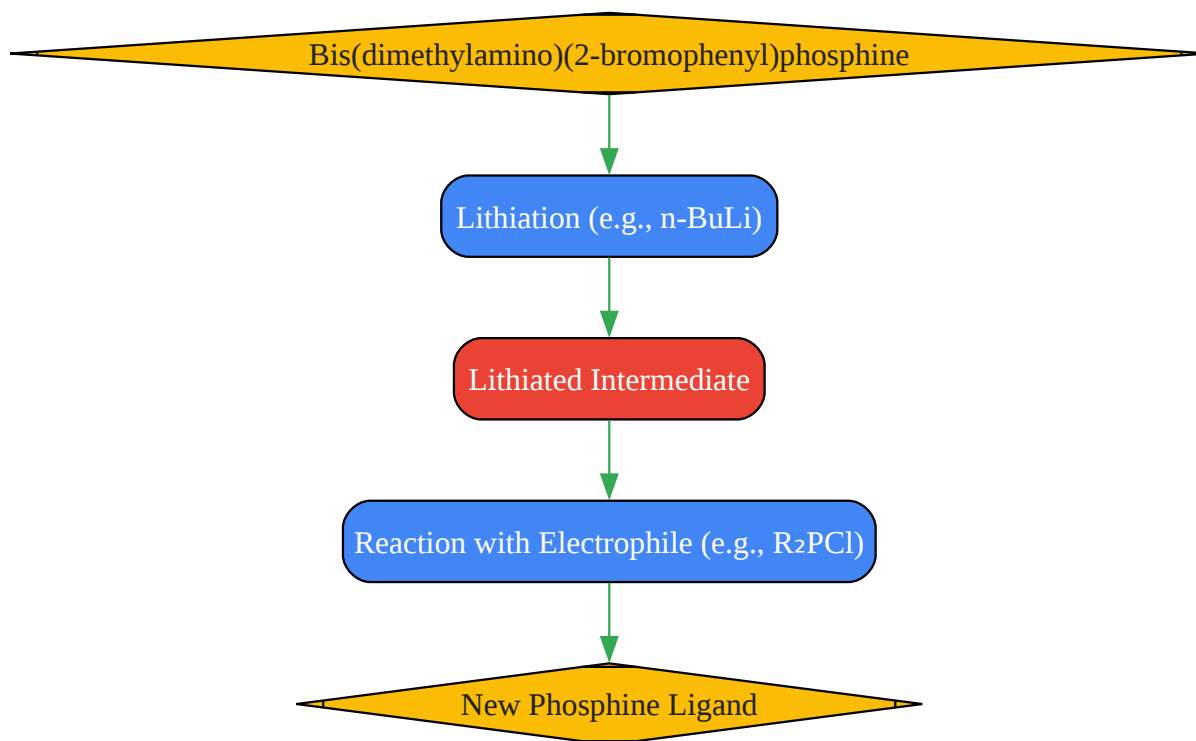 Bis(dimethylamino)(2-bromophenyl)phosphine
Lithiation (e.g., n-BuLi)
Lithiated Intermediate
Reaction with Electrophile (e.g., R₂PCl)
New Phosphine Ligand